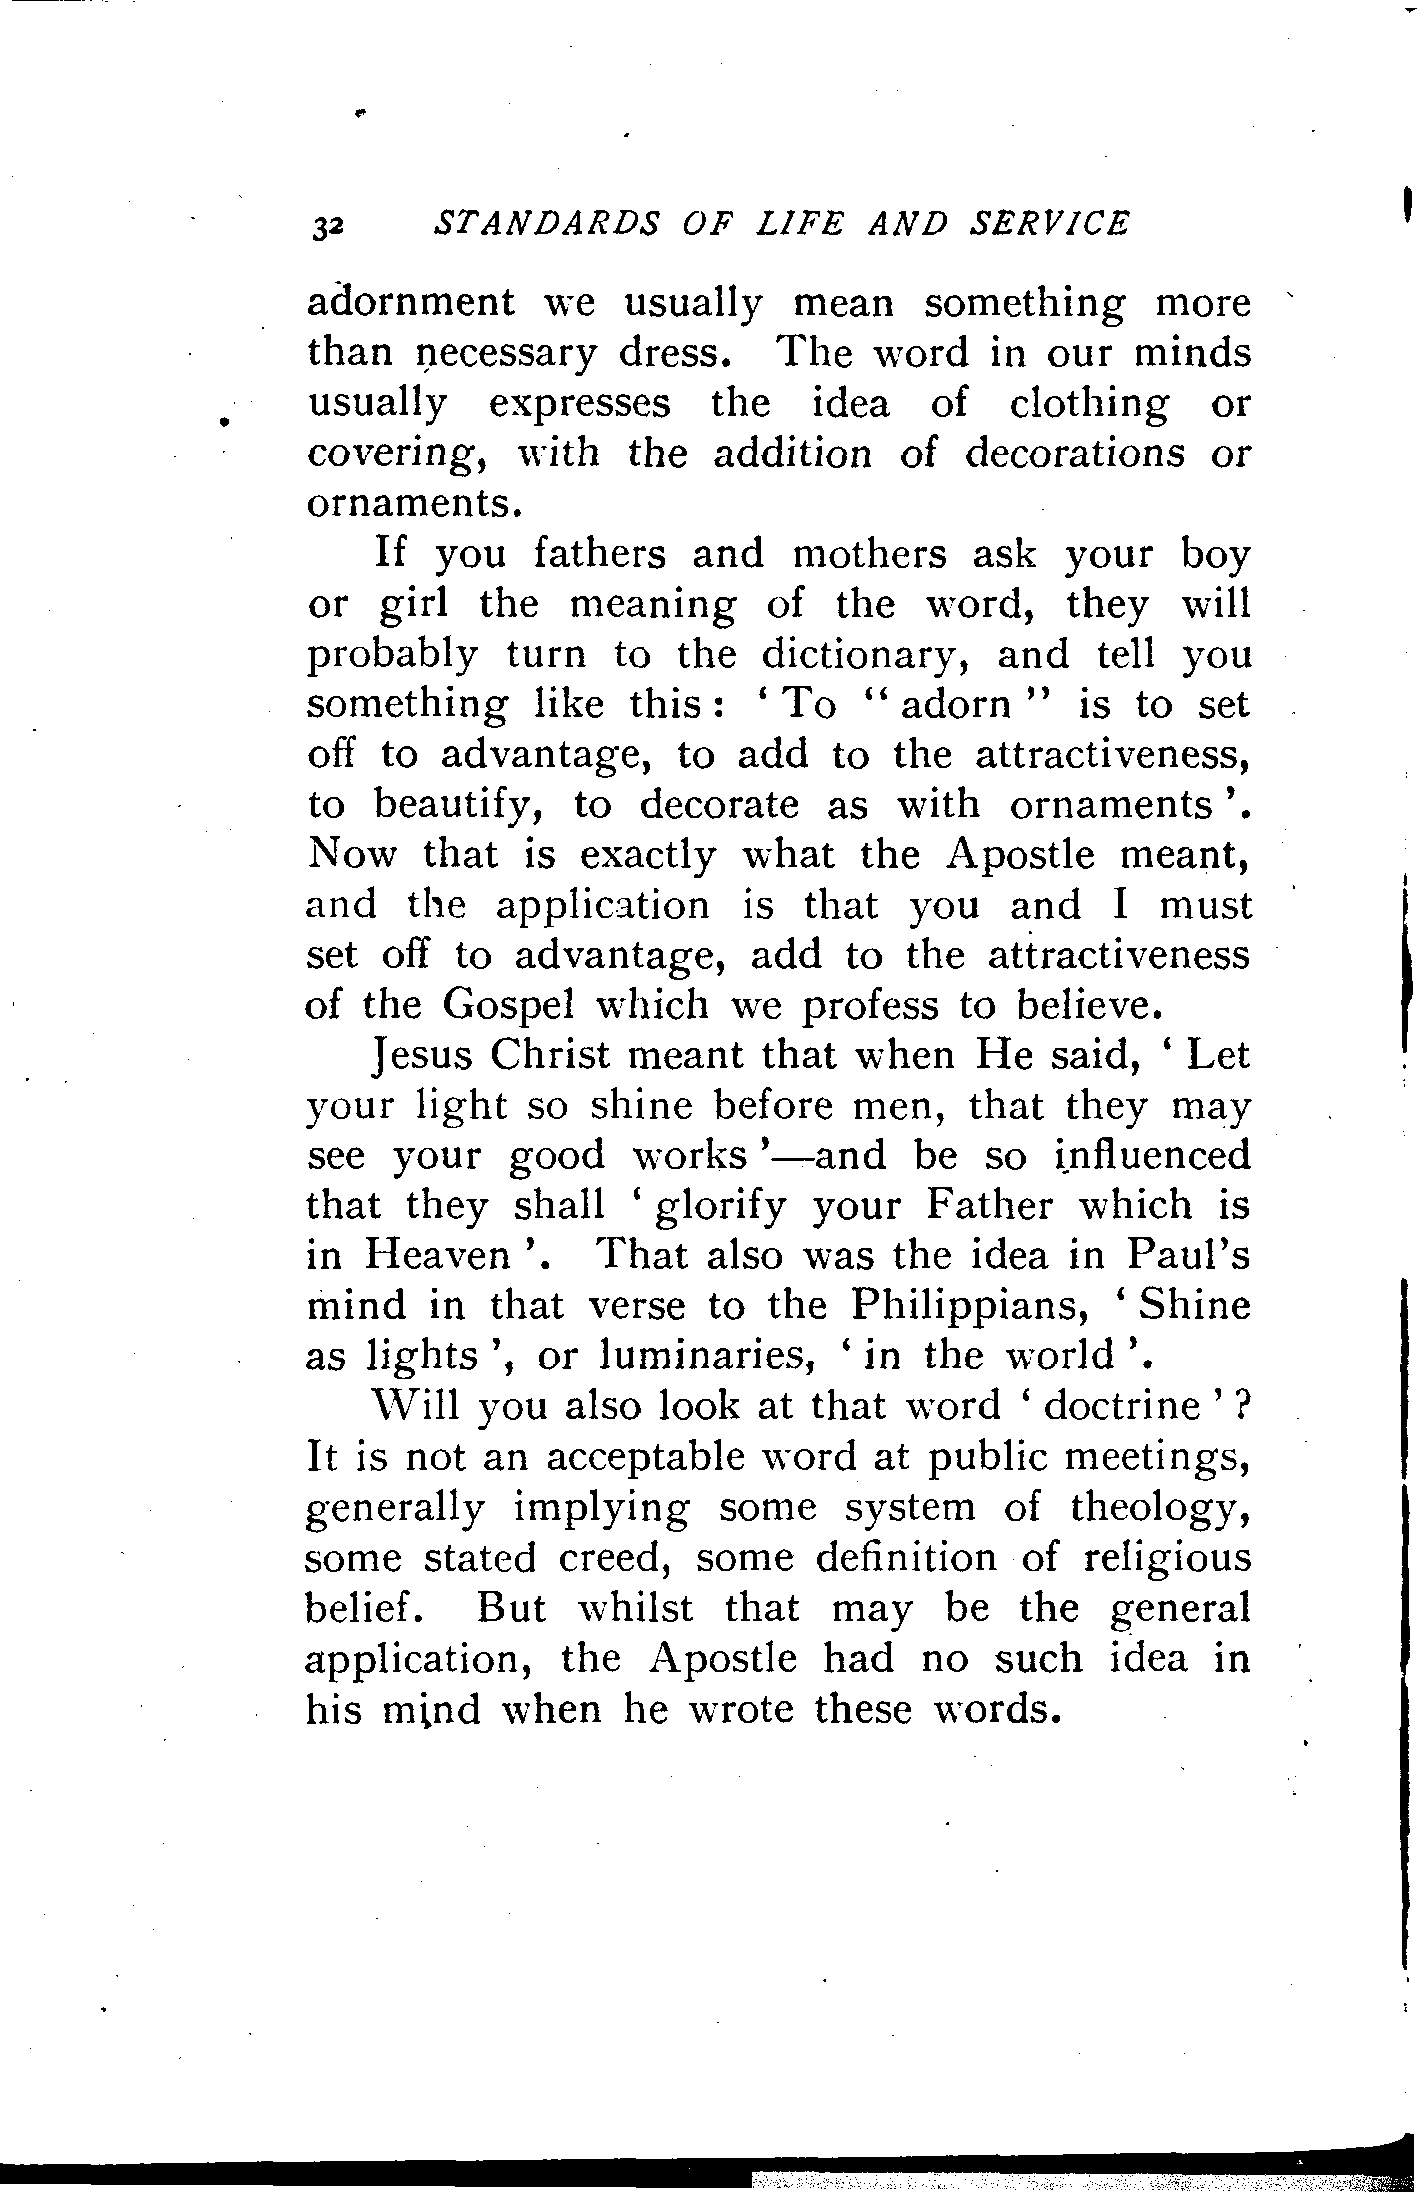 32 STANDARDS OF LIFE AND SERVICE
adornment we usually mean something more
than necessary dress. The word in our minds
usually expresses the idea of clothing or
covering, with the addition of decorations or
ornaments.
If you fathers and mothers ask your boy
or girl the meaning of the word, they will
probably turn to the dictionary, and tell you
something like this : ‘ To “ adorn ” is to set
off to advantage, to add to the attractiveness,
to beautify, to decorate as with ornaments ’.
Now that is exactly what the Apostle meant,
and the application is that you and I must
set off to advantage, add to the attractiveness
of the Gospel which we profess to believe.
Jesus Christ meant that when He said, ‘ Let
your light so shine before men, that they may
see your good works ’—and be so influenced
that they shall ‘ glorify your Father which is
in Heaven ’. That also was the idea in Paul’s
mind in that verse to the Philippians, ‘ Shine
as lights ’, or luminaries, ‘ in the world ’.
Will you also look at that word ‘ doctrine ’ ?
It is not an acceptable word at public meetings,
generally implying some system of theology,
some stated creed, some definition of religious
belief. But whilst that may be the general
application, the Apostle had no such idea in
his mind when he wrote these words.